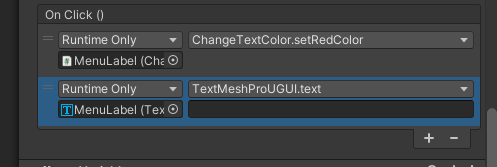 On Click ()
Runtime Only
ChangeTextColor.setRedColor
MenuLabel (Cha
Runtime Only
TextMeshProUGUI.text
MenuLabel (Tex